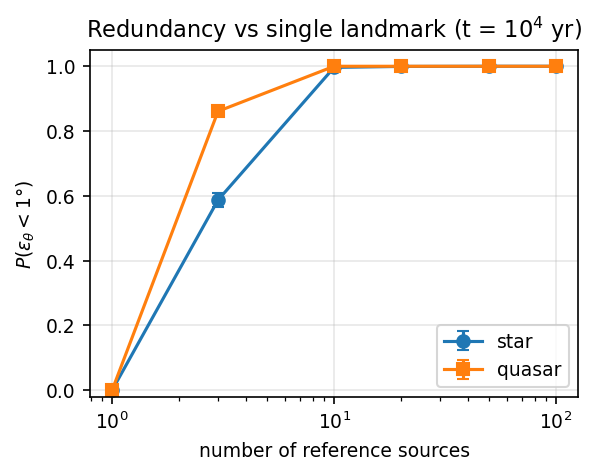 Redundancy vs single landmark (t = 10⁴ yr)
P(ε_θ < 1°)
1.0
0.8
0.6
0.4
0.2
0.0
star
quasar
10⁰ 10¹ 10²
number of reference sources